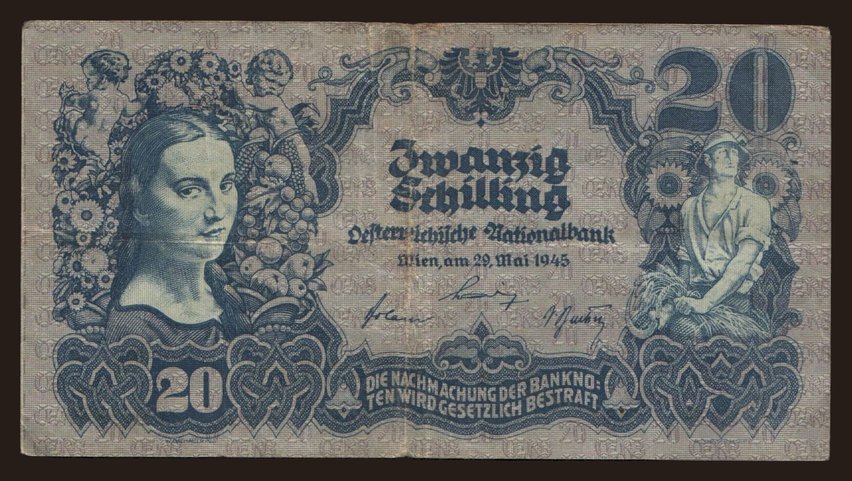 20
Zwanzig
Schilling
Oesterreichische Nationalbank
Wien, am 29. Mai 1945
20
DIE NACHMACHUNG DER BANKNO-
TEN WIRD GESETZLICH BESTRAFT